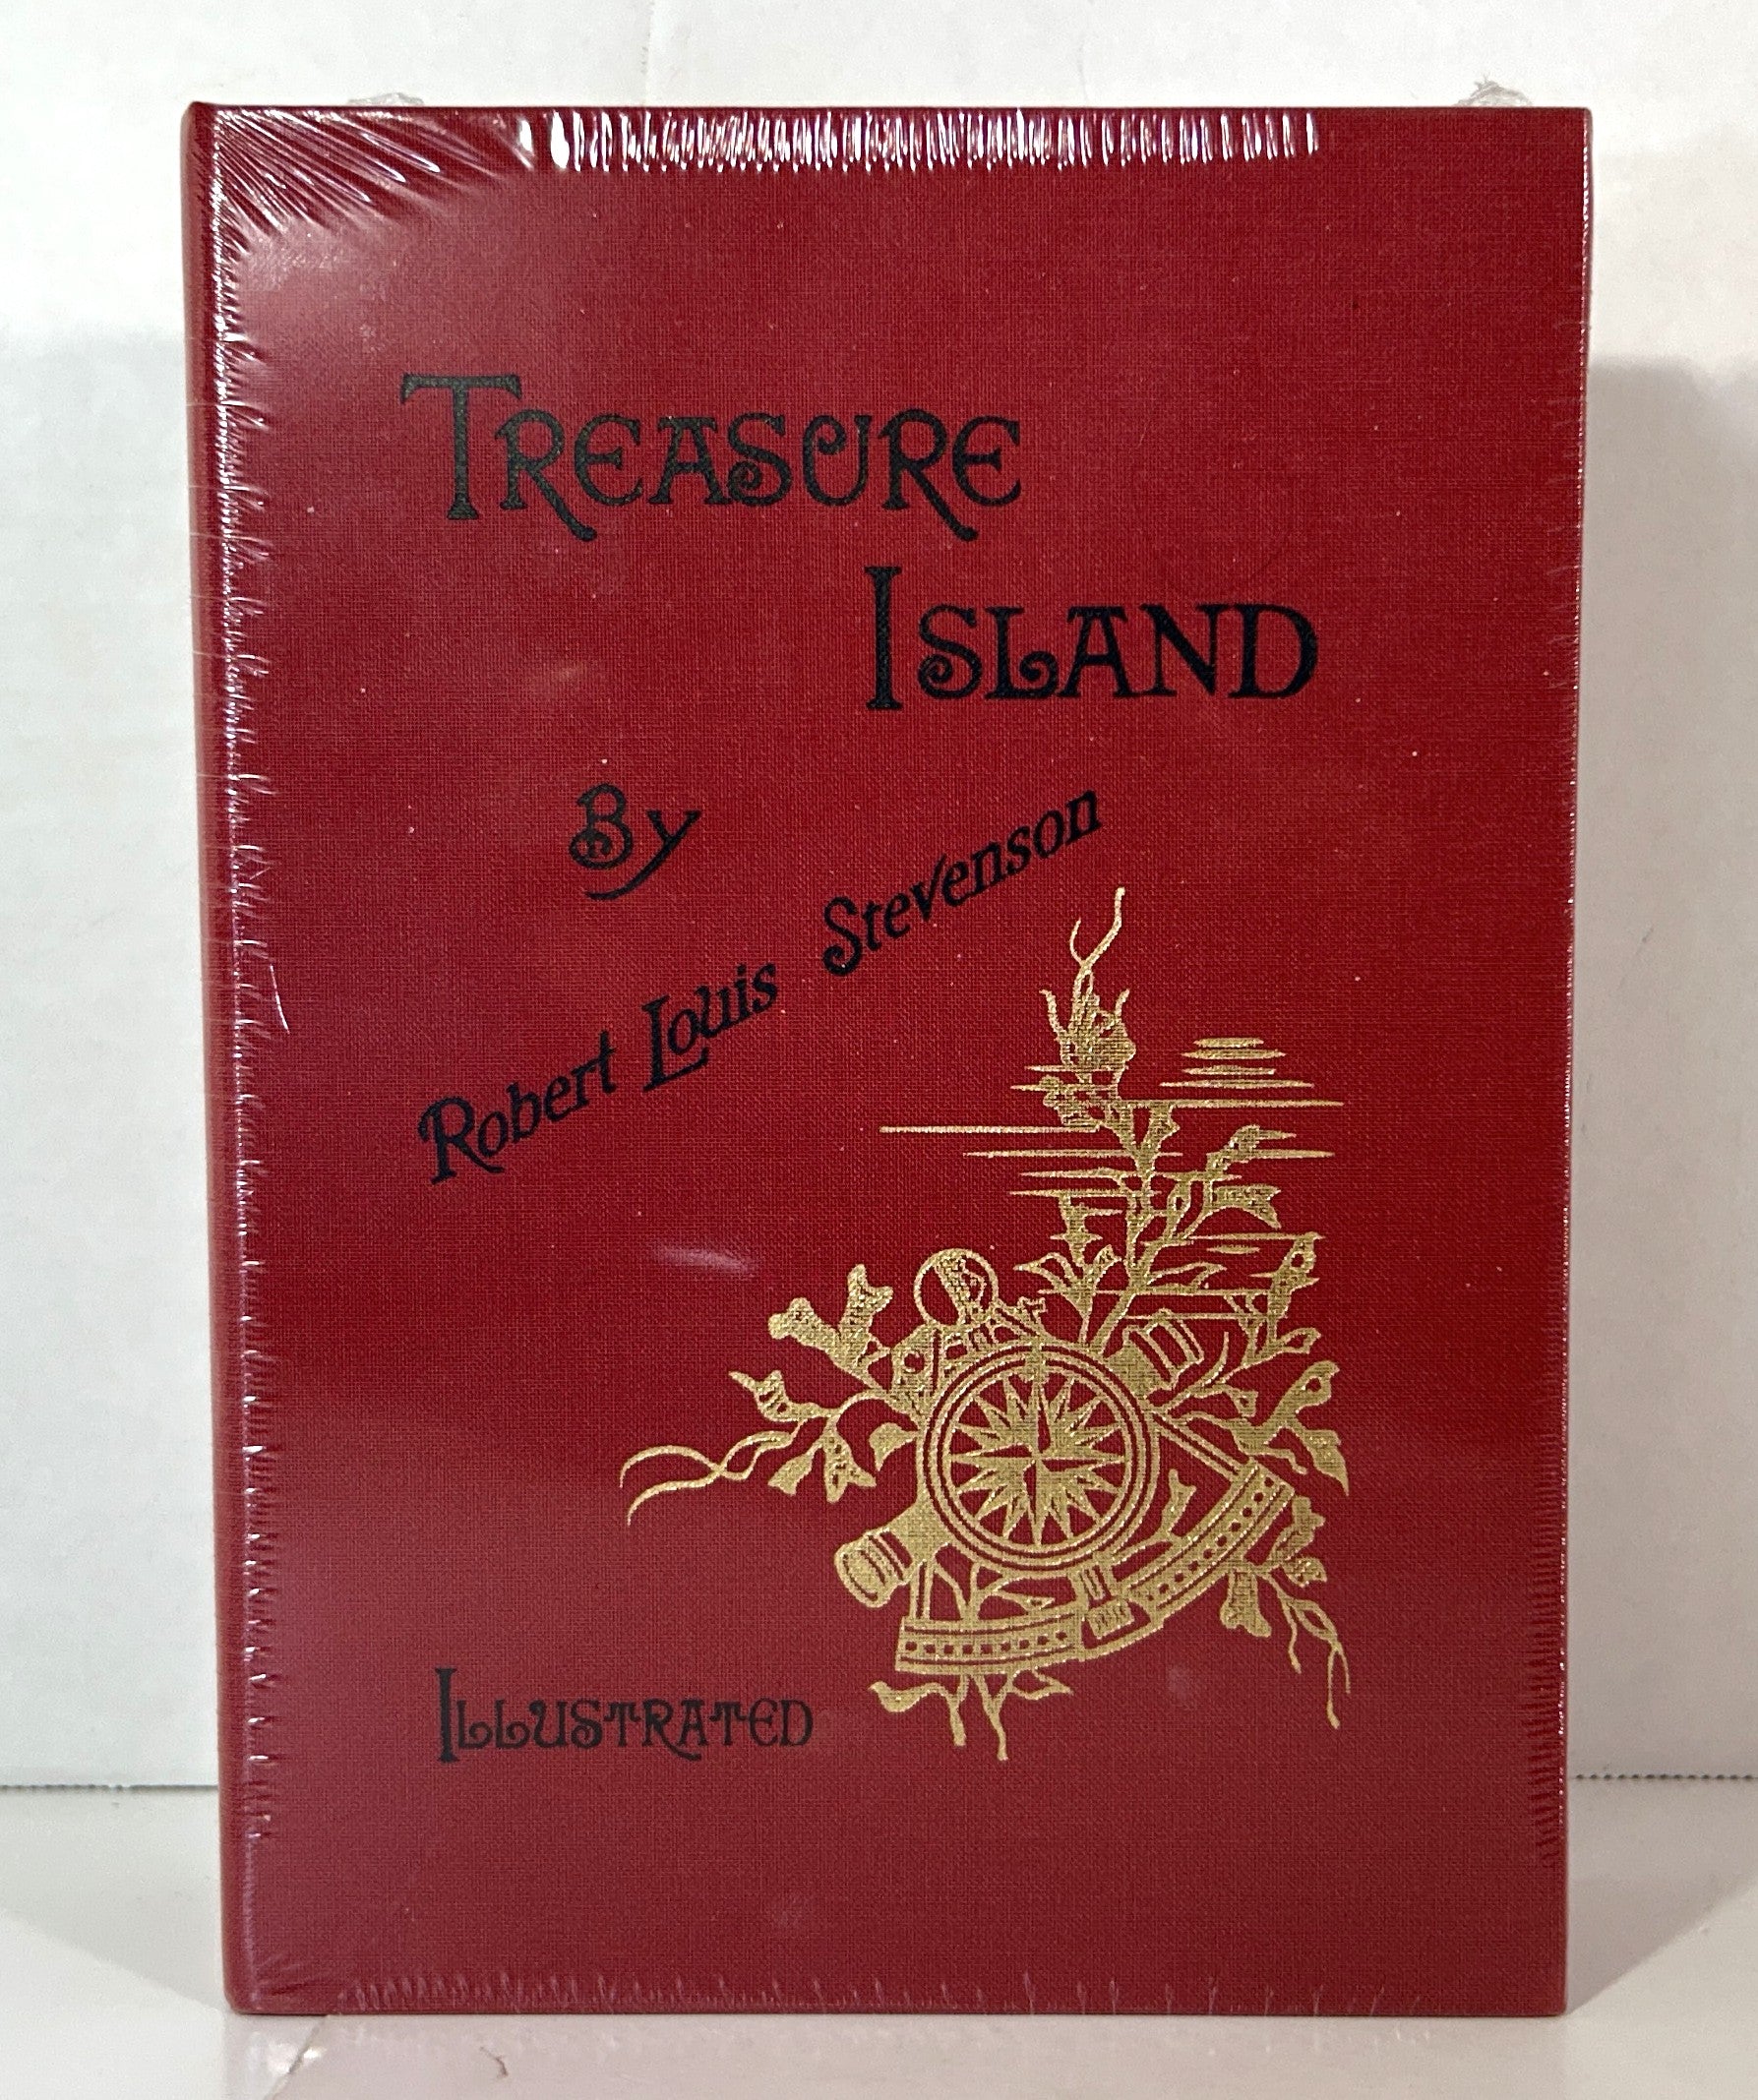 Treasure
Island
By
Robert Louis Stevenson
Illustrated